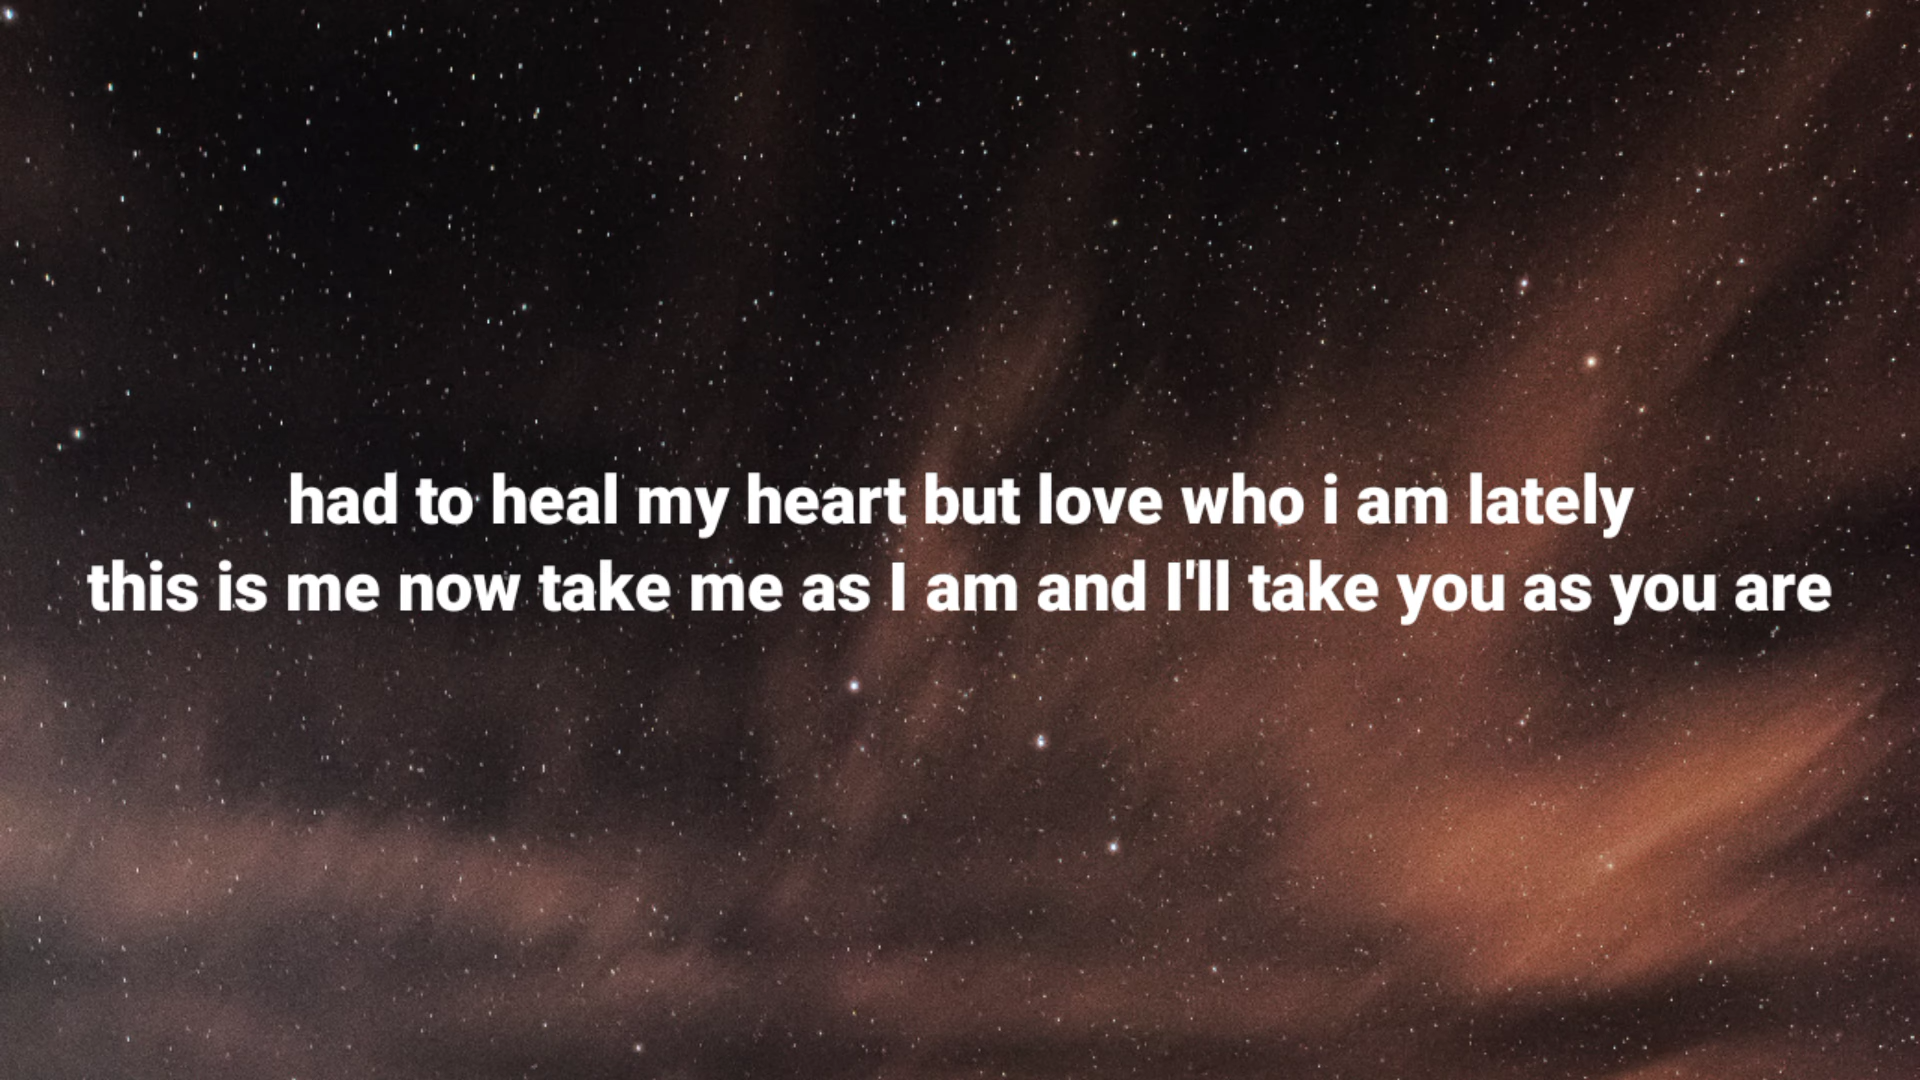 had to heal my heart but love who i am lately
this is me now take me as I am and I'll take you as you are